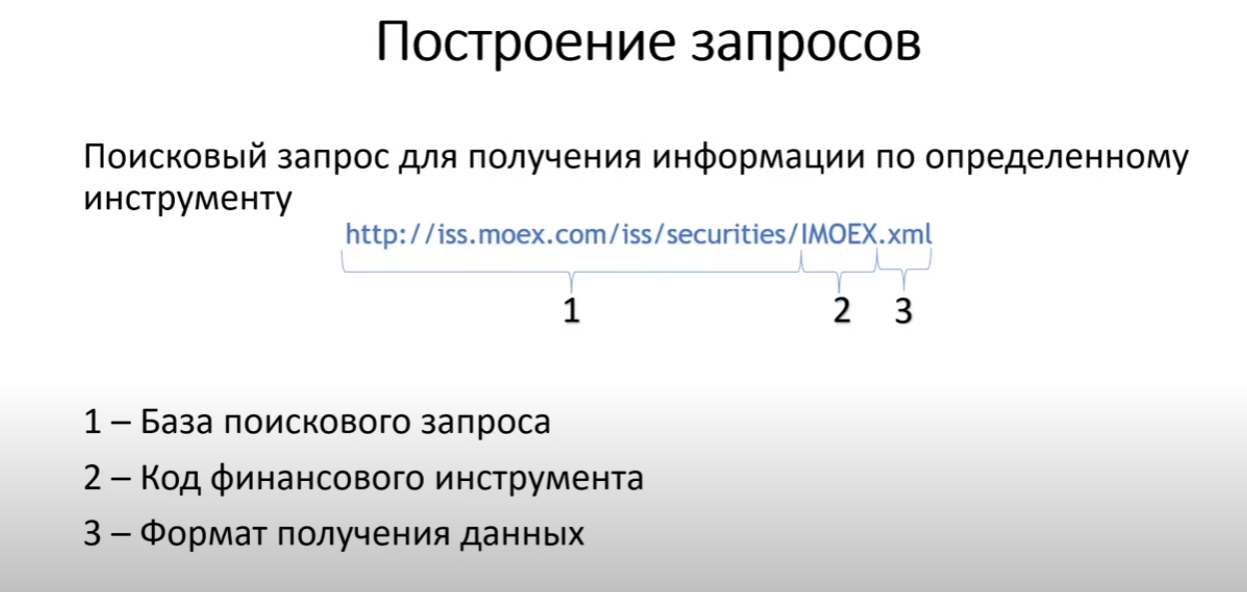 Построение запросов
Поисковый запрос для получения информации по определенному
инструменту
http://iss.moex.com/iss/securities/IMOEX.xml
1 2 3
1 – База поискового запроса
2 – Код финансового инструмента
3 – Формат получения данных